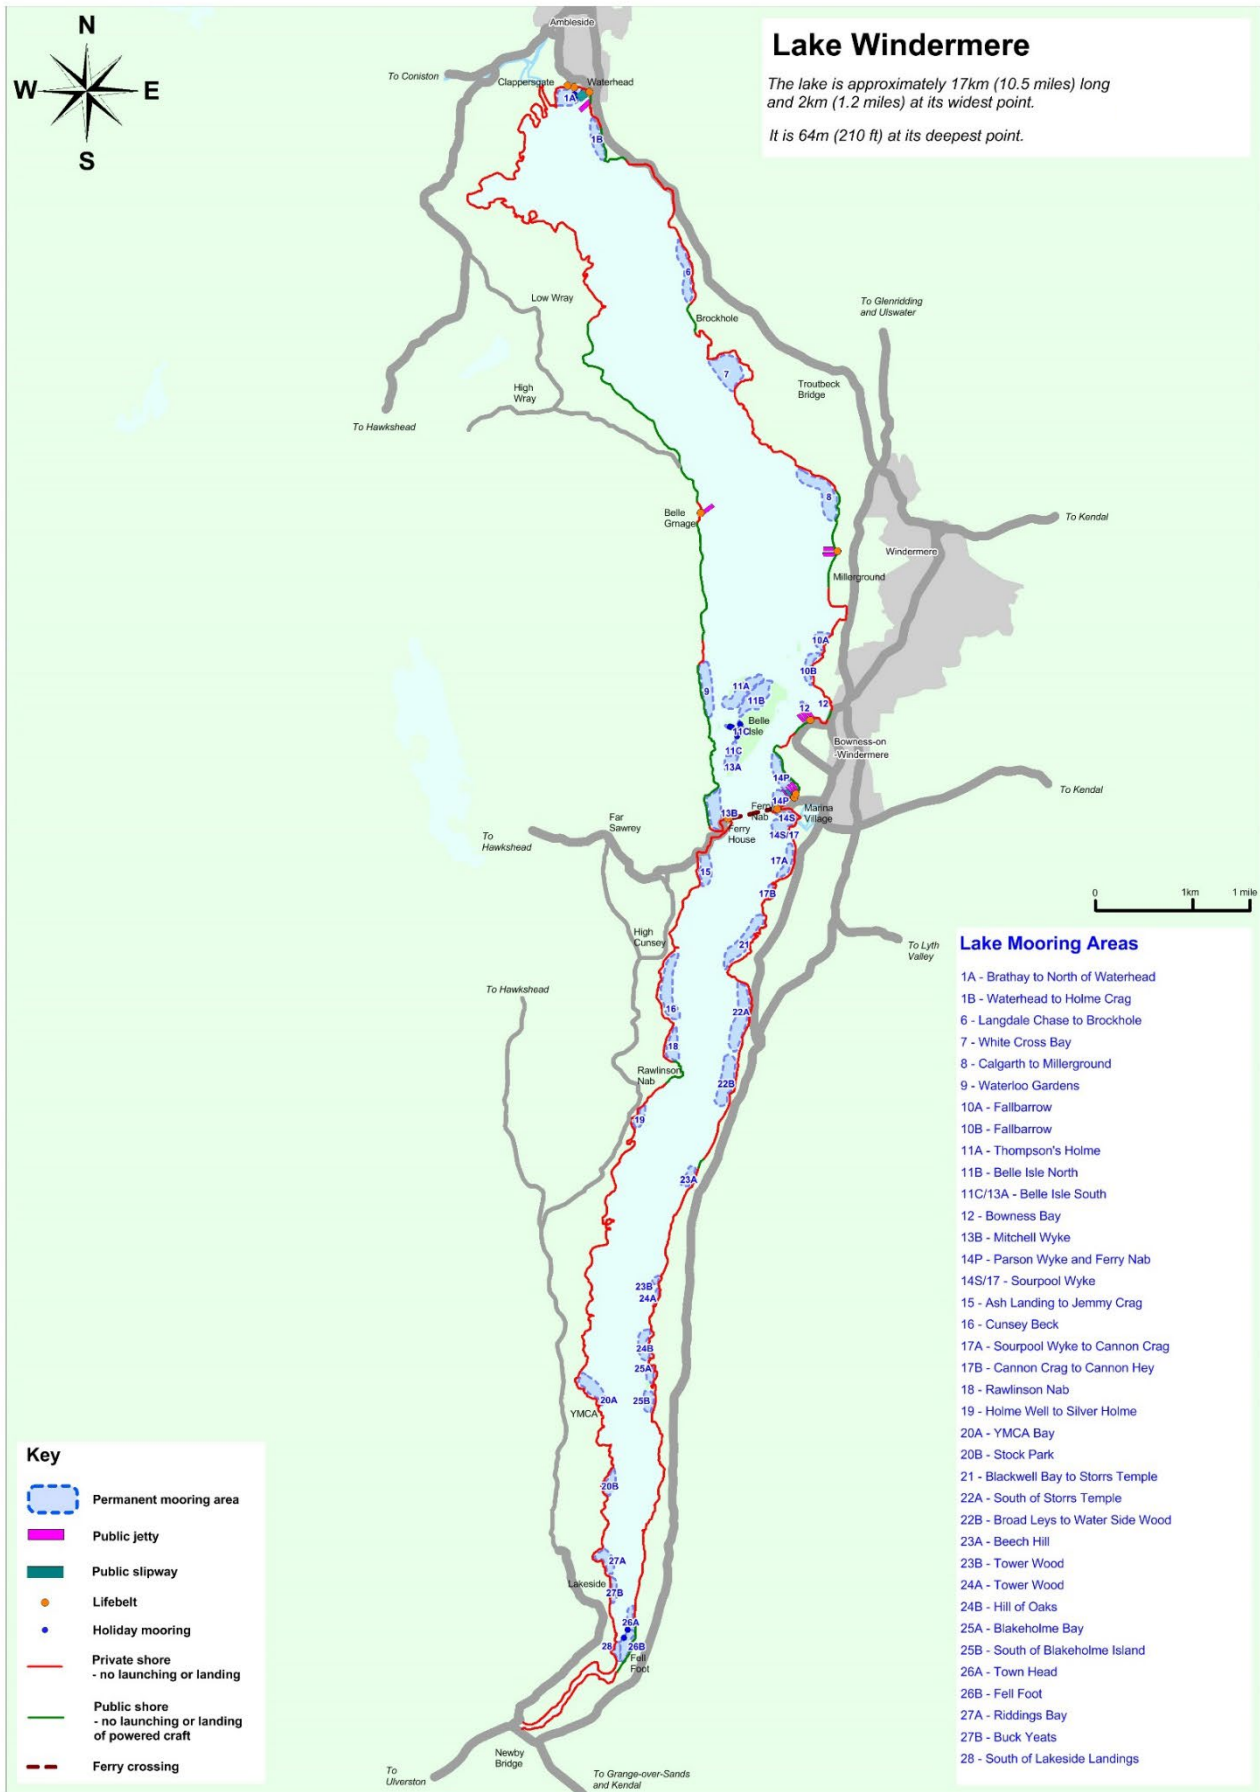 N
W
E
S
Lake Windermere
The lake is approximately 17km (10.5 miles) long
and 2km (1.2 miles) at its widest point.
It is 64m (210 ft) at its deepest point.
Ambleside
To Coniston
Clappersgate
Waterhead
1A
1B
Low Wray
6
Brockhole
To Glenridding
and Ulswater
7
Troutbeck
Bridge
High
Wray
To Hawkshead
8
Belle
Grnage
To Kendal
Windermere
Millerground
10A
10B
9
11A
11B
12
12
Belle
Isle
11C
11C
13A
Bowness-on
-Windermere
14P
14P
To Kendal
13B
Ferry
Nab
14S
Marina
Village
Far
Sawrey
To
Hawkshead
Ferry
House
14S/17
15
17A
17B
0
1km
1 mile
High
Cunsey
21
To Lyth
Valley
To Hawkshead
16
22A
18
Rawlinson
Nab
22B
19
23A
23B
24A
24B
25A
20A
25B
YMCA
20B
27A
Lakeside
27B
26A
28
26B
Fell
Foot
Newby
Bridge
To
Ulverston
To Grange-over-Sands
and Kendal
Lake Mooring Areas
1A - Brathay to North of Waterhead
1B - Waterhead to Holme Crag
6 - Langdale Chase to Brockhole
7 - White Cross Bay
8 - Calgarth to Millerground
9 - Waterloo Gardens
10A - Fallbarrow
10B - Fallbarrow
11A - Thompson's Holme
11B - Belle Isle North
11C/13A - Belle Isle South
12 - Bowness Bay
13B - Mitchell Wyke
14P - Parson Wyke and Ferry Nab
14S/17 - Sourpool Wyke
15 - Ash Landing to Jemmy Crag
16 - Cunsey Beck
17A - Sourpool Wyke to Cannon Crag
17B - Cannon Crag to Cannon Hey
18 - Rawlinson Nab
19 - Holme Well to Silver Holme
20A - YMCA Bay
20B - Stock Park
21 - Blackwell Bay to Storrs Temple
22A - South of Storrs Temple
22B - Broad Leys to Water Side Wood
23A - Beech Hill
23B - Tower Wood
24A - Tower Wood
24B - Hill of Oaks
25A - Blakeholme Bay
25B - South of Blakeholme Island
26A - Town Head
26B - Fell Foot
27A - Riddings Bay
27B - Buck Yeats
28 - South of Lakeside Landings
Key
Permanent mooring area
Public jetty
Public slipway
Lifebelt
Holiday mooring
Private shore
- no launching or landing
Public shore
- no launching or landing
of powered craft
Ferry crossing